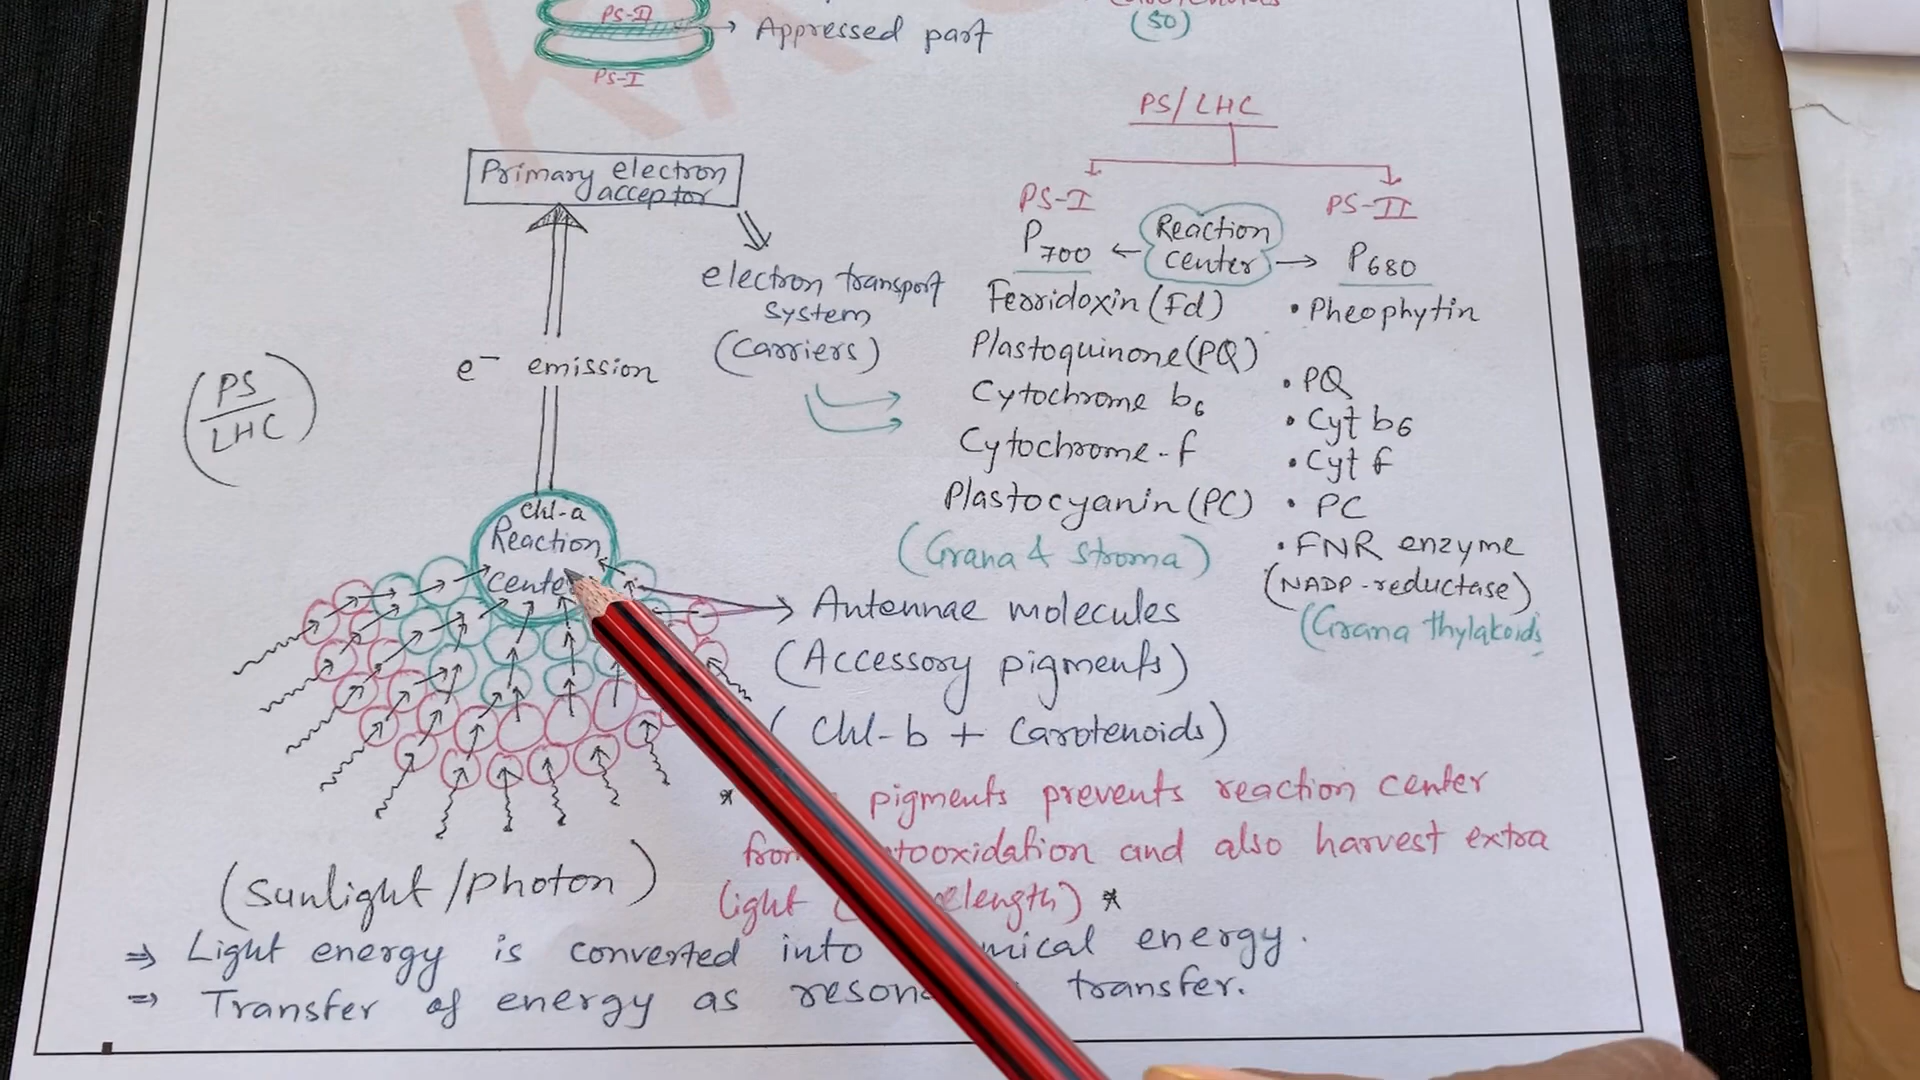 PS-II
Appressed part
(50)
PS-I
PS/LHC
Primary electron
acceptor
PS-I
PS-II
Reaction
center
P700
P680
electron transport
system
(Carriers)
Ferridoxin (Fd)
Plastoquinone (PQ)
Cytochrome b6
Cytochrome-f
Plastocyanin (PC)
(Grana & Stroma)
• Pheophytin
• PQ
• Cyt b6
• Cyt f
• PC
• FNR enzyme
(NADP-reductase)
(Grana thylakoids
e⁻ emission
(PS
LHC)
Chl-a
Reaction
Antennae molecules
(Accessory pigments)
(Chl-b + Carotenoids)
* pigments prevents reaction center
and also harvest extra
light
*
(Sunlight/Photon)
⇒ Light energy is converted into energy.
⇒ Transfer of energy as transfer.